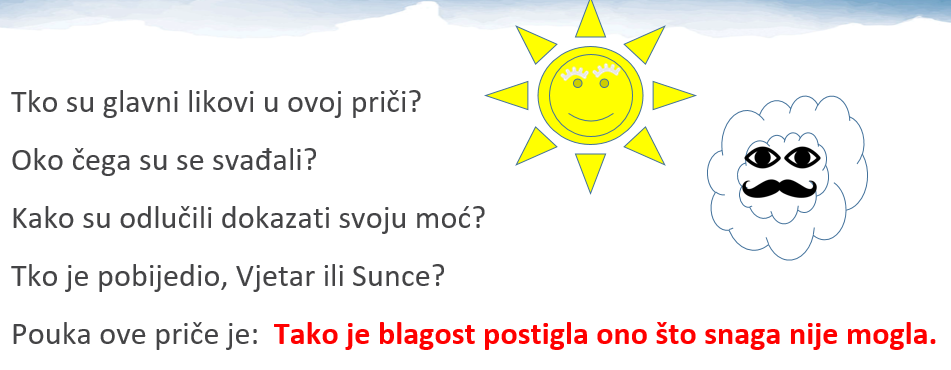 Tko su glavni likovi u ovoj priči?
Oko čega su se svađali?
Kako su odlučili dokazati svoju moć?
Tko je pobijedio, Vjetar ili Sunce?
Pouka ove priče je: Tako je blagost postigla ono što snaga nije mogla.